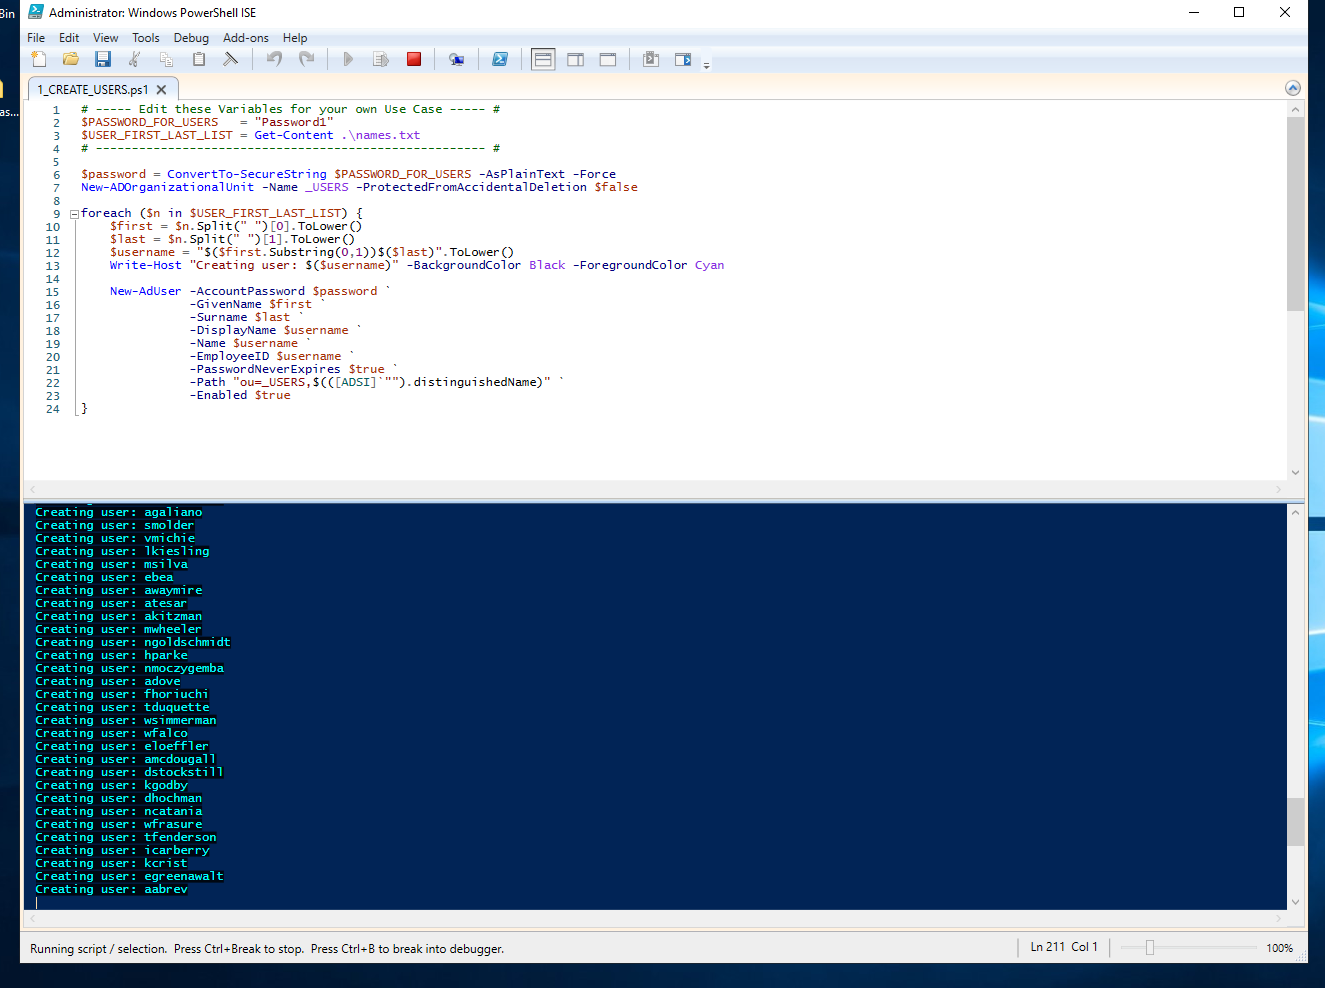 Bin
as...
Administrator: Windows PowerShell ISE
File Edit View Tools Debug Add-ons Help
1_CREATE_USERS.ps1
1 # ----- Edit these Variables for your own Use Case ----- #
2 $PASSWORD_FOR_USERS   = "Password1"
3 $USER_FIRST_LAST_LIST = Get-Content .\names.txt
4 # ------------------------------------------------------ #
5
6 $password = ConvertTo-SecureString $PASSWORD_FOR_USERS -AsPlainText -Force
7 New-ADOrganizationalUnit -Name _USERS -ProtectedFromAccidentalDeletion $false
8
9 foreach ($n in $USER_FIRST_LAST_LIST) {
10     $first = $n.Split(" ")[0].ToLower()
11     $last = $n.Split(" ")[1].ToLower()
12     $username = "$($first.Substring(0,1))$($last)".ToLower()
13     Write-Host "Creating user: $($username)" -BackgroundColor Black -ForegroundColor Cyan
14
15     New-AdUser -AccountPassword $password `
16                -GivenName $first `
17                -Surname $last `
18                -DisplayName $username `
19                -Name $username `
20                -EmployeeID $username `
21                -PasswordNeverExpires $true `
22                -Path "ou=_USERS,$(([ADSI]`"").distinguishedName)" `
23                -Enabled $true
24 }
Creating user: agaliano
Creating user: smolder
Creating user: vmichie
Creating user: lkiesling
Creating user: msilva
Creating user: ebea
Creating user: awaymire
Creating user: atesar
Creating user: akitzman
Creating user: mwheeler
Creating user: ngoldschmidt
Creating user: hparke
Creating user: nmoczygemba
Creating user: adove
Creating user: fhoriuchi
Creating user: tduquette
Creating user: wsimmerman
Creating user: wfalco
Creating user: eloeffler
Creating user: amcdougall
Creating user: dstockstill
Creating user: kgodby
Creating user: dhochman
Creating user: ncatania
Creating user: wfrasure
Creating user: tfenderson
Creating user: icarberry
Creating user: kcrist
Creating user: egreenawalt
Creating user: aabrev
Running script / selection. Press Ctrl+Break to stop. Press Ctrl+B to break into debugger.
Ln 211 Col 1
100%